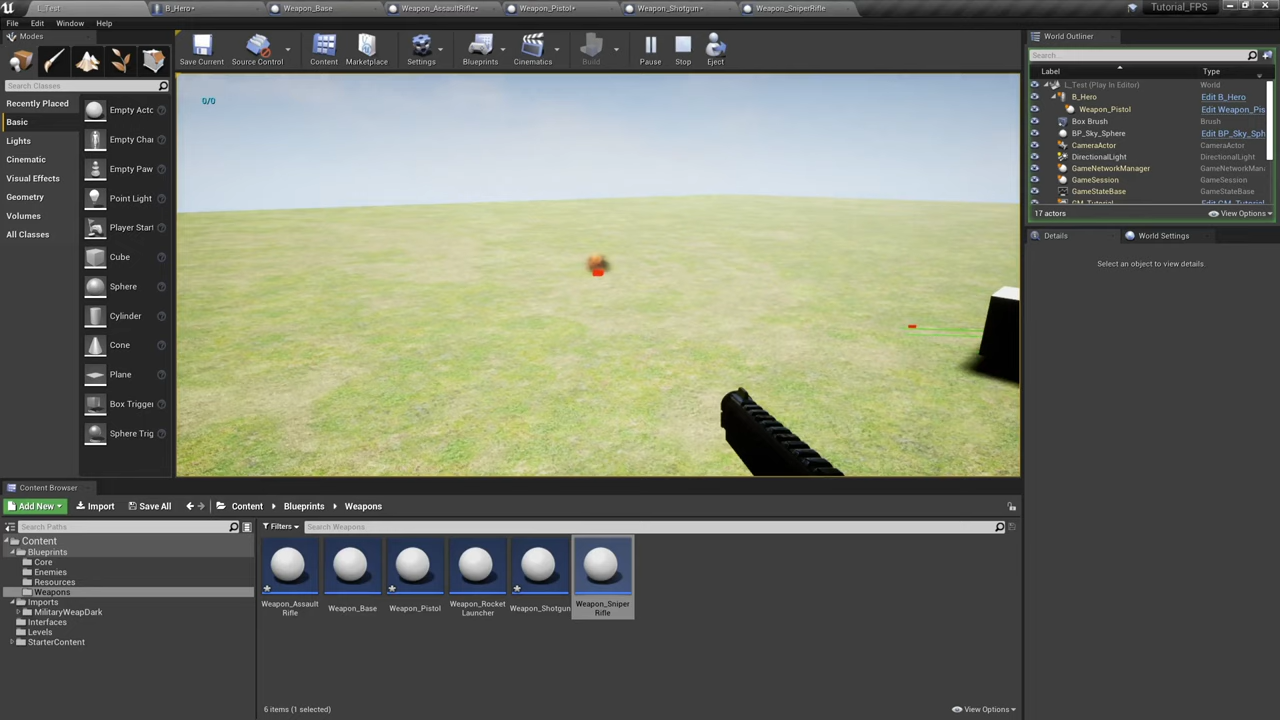 L_Test
B_Hero•
Weapon_Base
Weapon_AssaultRifle•
Weapon_Pistol•
Weapon_Shotgun•
Weapon_SniperRifle
Tutorial_FPS
File Edit Window Help
Modes
Search Classes
Recently Placed
Basic
Lights
Cinematic
Visual Effects
Geometry
Volumes
All Classes
Empty Acto
Empty Cha
Empty Paw
Point Light
Player Start
Cube
Sphere
Cylinder
Cone
Plane
Box Trigger
Sphere Trig
Save Current
Source Control
Content
Marketplace
Settings
Blueprints
Cinematics
Build
Pause
Stop
Eject
0/0
World Outliner
Search
Label Type
L_Test (Play In Editor) World
B_Hero Edit B_Hero
Weapon_Pistol Edit Weapon_Pis
Box Brush Brush
BP_Sky_Sphere Edit BP_Sky_Sph
CameraActor CameraActor
DirectionalLight DirectionalLight
GameNetworkManager GameNetworkMan
GameSession GameSession
GameStateBase GameStateBase
GM_Tutorial Edit GM_Tutorial
17 actors View Options
Details
World Settings
Select an object to view details
Content Browser
Add New Import Save All Content Blueprints Weapons
Search Paths
Content
Blueprints
Core
Enemies
Resources
Weapons
Imports
MilitaryWeapDark
Interfaces
Levels
StarterContent
Filters Search Weapons
Weapon_Assault
Rifle
Weapon_Base
Weapon_Pistol
Weapon_Rocket
Launcher
Weapon_Shotgun
Weapon_Sniper
Rifle
6 items (1 selected)
View Options